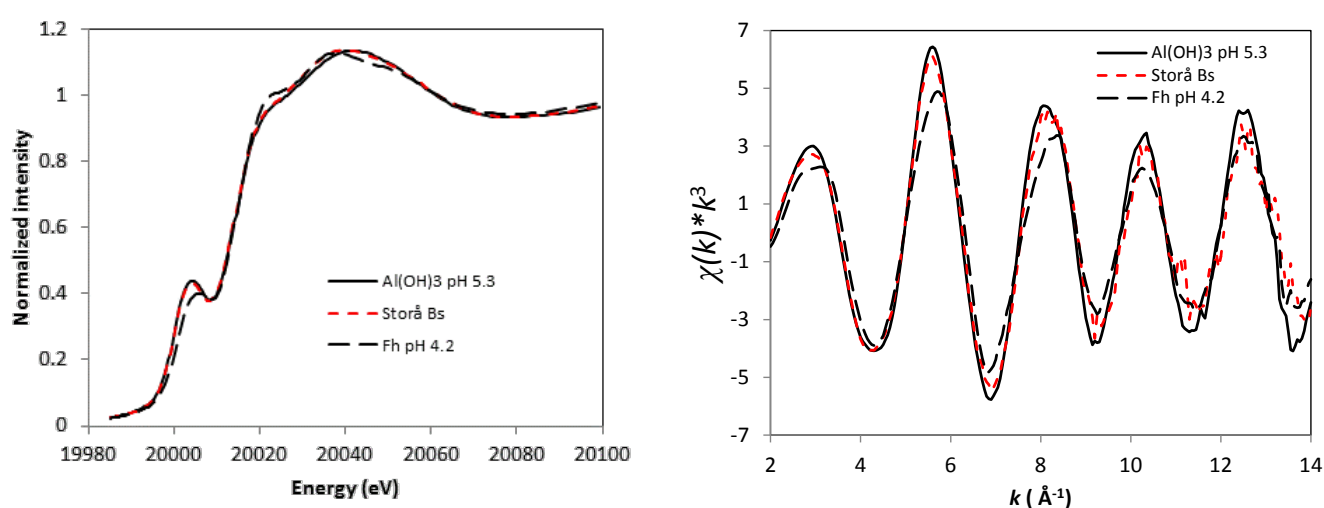 1.2
1
0.8
0.6
0.4
0.2
0
Normalized intensity
Al(OH)3 pH 5.3
Storå Bs
Fh pH 4.2
19980 20000 20020 20040 20060 20080 20100
Energy (eV)
7
5
3
1
-1
-3
-5
-7
χ(k)*k³
Al(OH)3 pH 5.3
Storå Bs
Fh pH 4.2
2 4 6 8 10 12 14
k ( Å⁻¹)